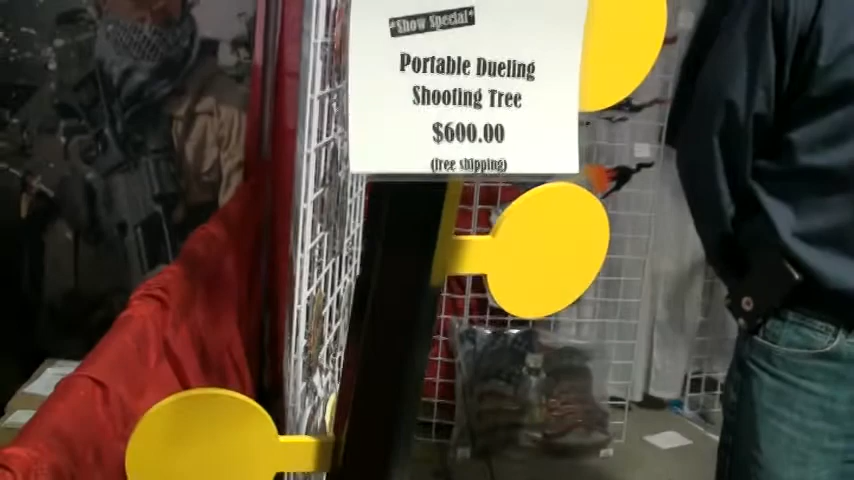 *Show Special*
Portable Dueling
Shooting Tree
$600.00
(free shipping)